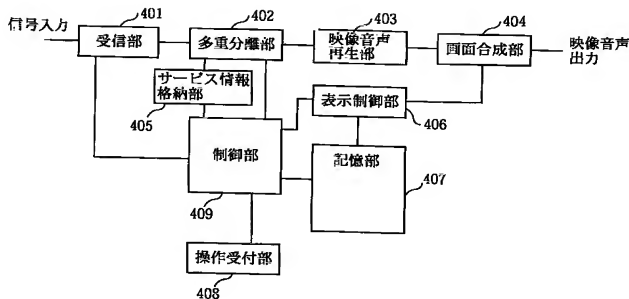 401
402
403
404
信号入力
受信部
多重分離部
映像音声
再生部
画面合成部
映像音声
出力
サービス情報
格納部
405
表示制御部
406
制御部
409
記憶部
407
操作受付部
408